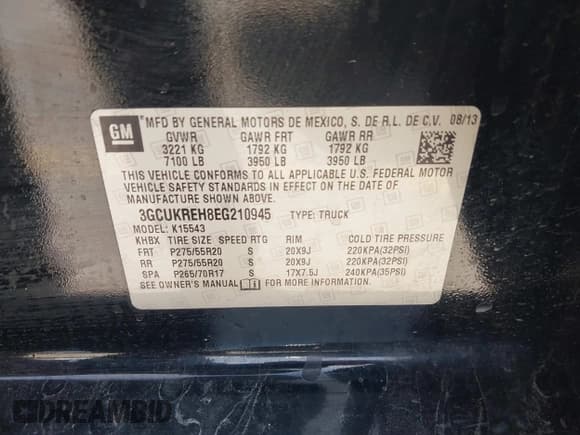 GM MFD BY GENERAL MOTORS DE MEXICO, S. DE R.L. DE C.V. 08/13
GVWR GAWR FRT GAWR RR
3221 KG 1792 KG 1792 KG
7100 LB 3950 LB 3950 LB
THIS VEHICLE CONFORMS TO ALL APPLICABLE U.S. FEDERAL MOTOR
VEHICLE SAFETY STANDARDS IN EFFECT ON THE DATE OF
MANUFACTURE SHOWN ABOVE.
3GCUKREH8EG210945 TYPE: TRUCK
MODEL: K15543
KHBX TIRE SIZE SPEED RTG RIM COLD TIRE PRESSURE
FRT P275/55R20 S 20X9J 220KPA(32PSI)
RR P275/55R20 S 20X9J 220KPA(32PSI)
SPA P265/70R17 S 17X7.5J 240KPA(35PSI)
SEE OWNER'S MANUAL FOR MORE INFORMATION.
DREAMBID